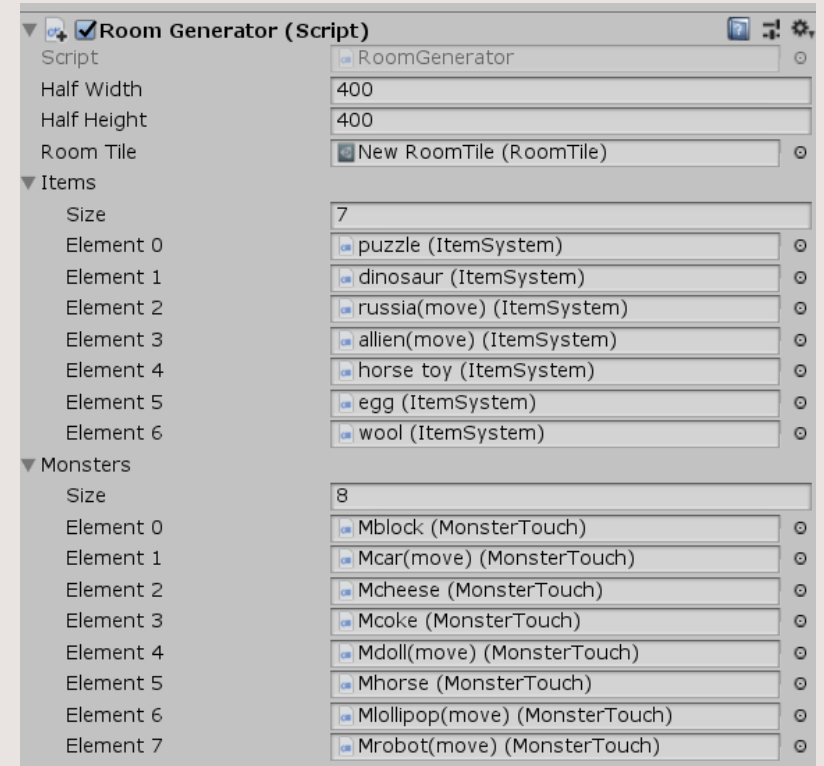 Room Generator (Script)
Script RoomGenerator
Half Width 400
Half Height 400
Room Tile New RoomTile (RoomTile)
Items
Size 7
Element 0 puzzle (ItemSystem)
Element 1 dinosaur (ItemSystem)
Element 2 russia(move) (ItemSystem)
Element 3 allien(move) (ItemSystem)
Element 4 horse toy (ItemSystem)
Element 5 egg (ItemSystem)
Element 6 wool (ItemSystem)
Monsters
Size 8
Element 0 Mblock (MonsterTouch)
Element 1 Mcar(move) (MonsterTouch)
Element 2 Mcheese (MonsterTouch)
Element 3 Mcoke (MonsterTouch)
Element 4 Mdoll(move) (MonsterTouch)
Element 5 Mhorse (MonsterTouch)
Element 6 Mlollipop(move) (MonsterTouch)
Element 7 Mrobot(move) (MonsterTouch)